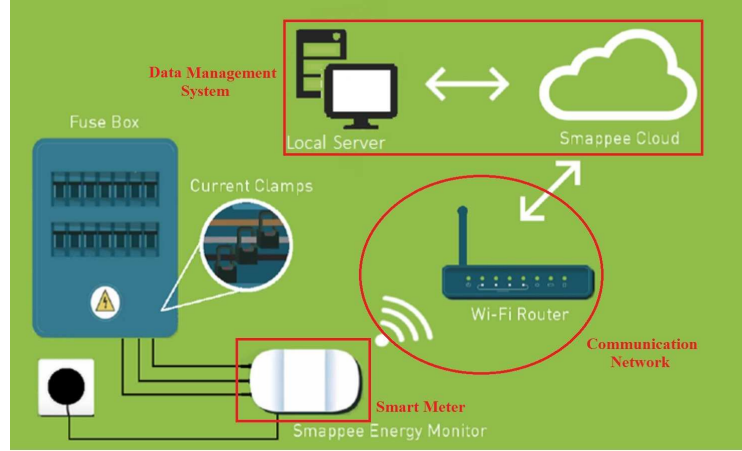 Data Management
System
Local Server
Smappee Cloud
Fuse Box
Current Clamps
Wi-Fi Router
Communication
Network
Smart Meter
Smappee Energy Monitor